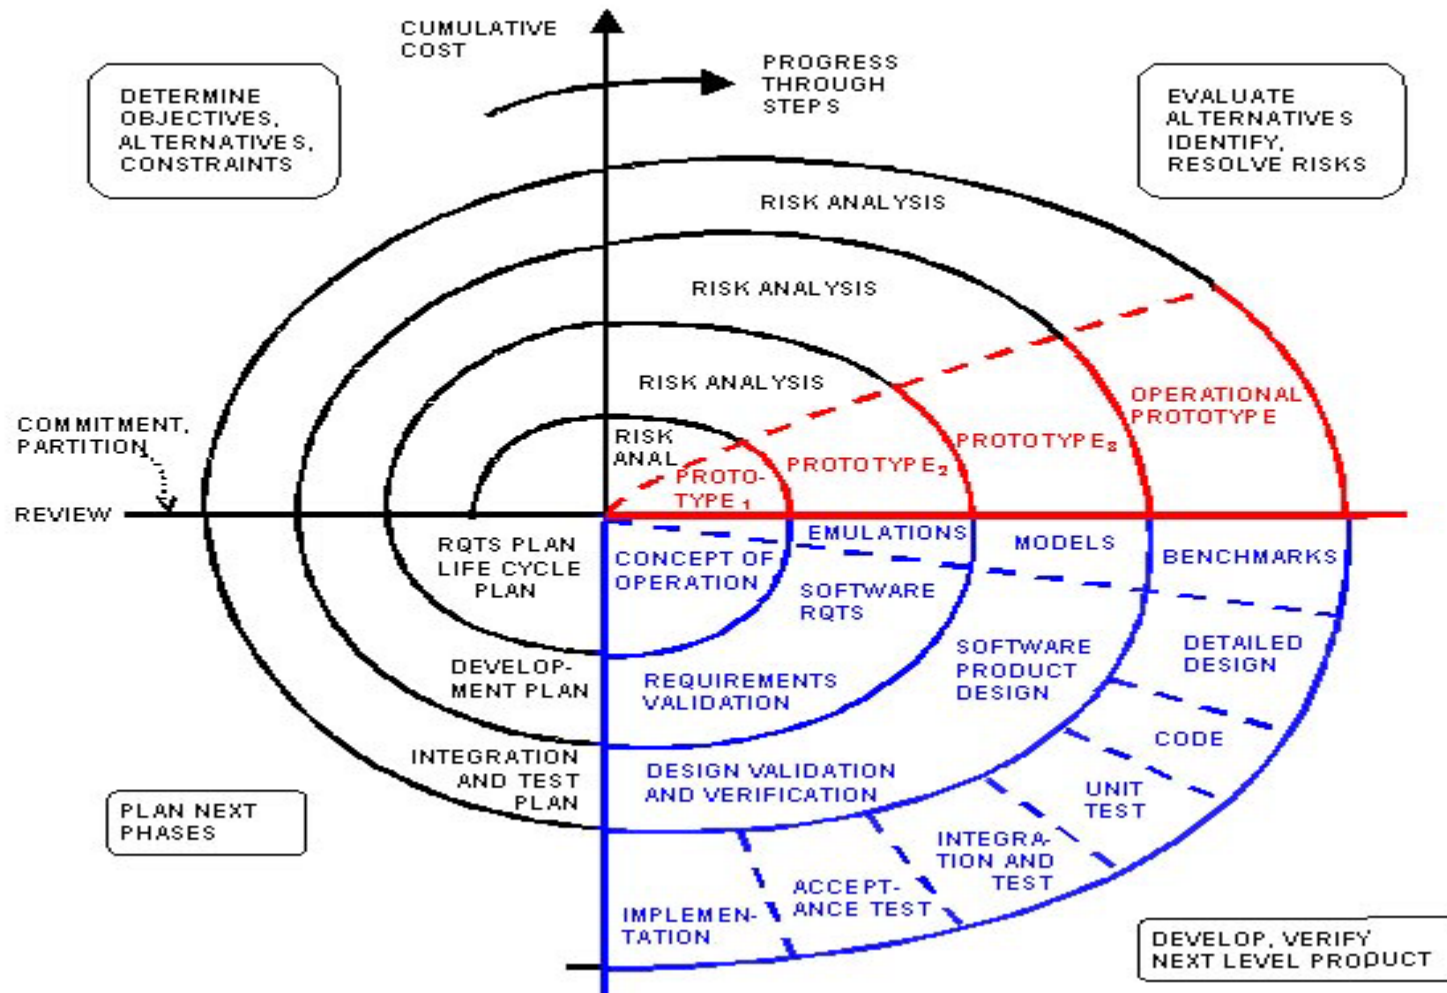 CUMULATIVE
COST
PROGRESS
THROUGH
STEPS
DETERMINE
OBJECTIVES,
ALTERNATIVES,
CONSTRAINTS
EVALUATE
ALTERNATIVES
IDENTIFY,
RESOLVE RISKS
RISK ANALYSIS
RISK ANALYSIS
RISK ANALYSIS
RISK
ANAL
PROTO-
TYPE 1
PROTOTYPE2
PROTOTYPE3
OPERATIONAL
PROTOTYPE
COMMITMENT,
PARTITION
REVIEW
RQTS PLAN
LIFE CYCLE
PLAN
CONCEPT OF
OPERATION
EMULATIONS
MODELS
BENCHMARKS
SOFTWARE
RQTS
SOFTWARE
PRODUCT
DESIGN
DETAILED
DESIGN
DEVELOP-
MENT PLAN
REQUIREMENTS
VALIDATION
CODE
INTEGRATION
AND TEST
PLAN
DESIGN VALIDATION
AND VERIFICATION
UNIT
TEST
INTEGRA-
TION AND
TEST
ACCEPT-
ANCE TEST
IMPLEMEN-
TATION
PLAN NEXT
PHASES
DEVELOP, VERIFY
NEXT LEVEL PRODUCT